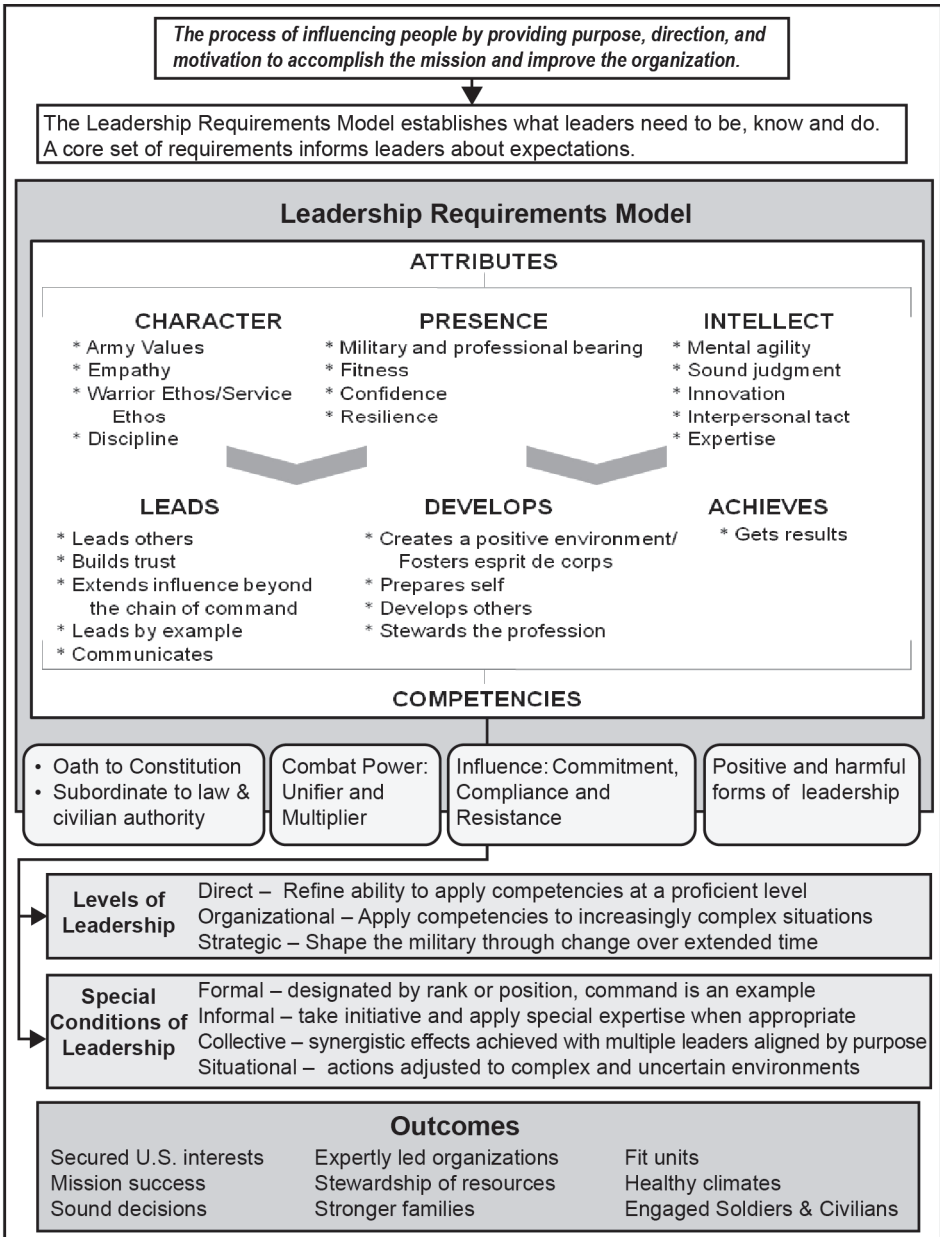 The process of influencing people by providing purpose, direction, and
motivation to accomplish the mission and improve the organization.
The Leadership Requirements Model establishes what leaders need to be, know and do.
A core set of requirements informs leaders about expectations.
Leadership Requirements Model
ATTRIBUTES
CHARACTER
* Army Values
* Empathy
* Warrior Ethos/Service
Ethos
* Discipline
PRESENCE
* Military and professional bearing
* Fitness
* Confidence
* Resilience
INTELLECT
* Mental agility
* Sound judgment
* Innovation
* Interpersonal tact
* Expertise
LEADS
* Leads others
* Builds trust
* Extends influence beyond
the chain of command
* Leads by example
* Communicates
DEVELOPS
* Creates a positive environment/
Fosters esprit de corps
* Prepares self
* Develops others
* Stewards the profession
ACHIEVES
* Gets results
COMPETENCIES
• Oath to Constitution
• Subordinate to law &
civilian authority
Combat Power:
Unifier and
Multiplier
Influence: Commitment,
Compliance and
Resistance
Positive and harmful
forms of leadership
Levels of
Leadership
Direct – Refine ability to apply competencies at a proficient level
Organizational – Apply competencies to increasingly complex situations
Strategic – Shape the military through change over extended time
Special
Conditions of
Leadership
Formal – designated by rank or position, command is an example
Informal – take initiative and apply special expertise when appropriate
Collective – synergistic effects achieved with multiple leaders aligned by purpose
Situational – actions adjusted to complex and uncertain environments
Outcomes
Secured U.S. interests
Mission success
Sound decisions
Expertly led organizations
Stewardship of resources
Stronger families
Fit units
Healthy climates
Engaged Soldiers & Civilians